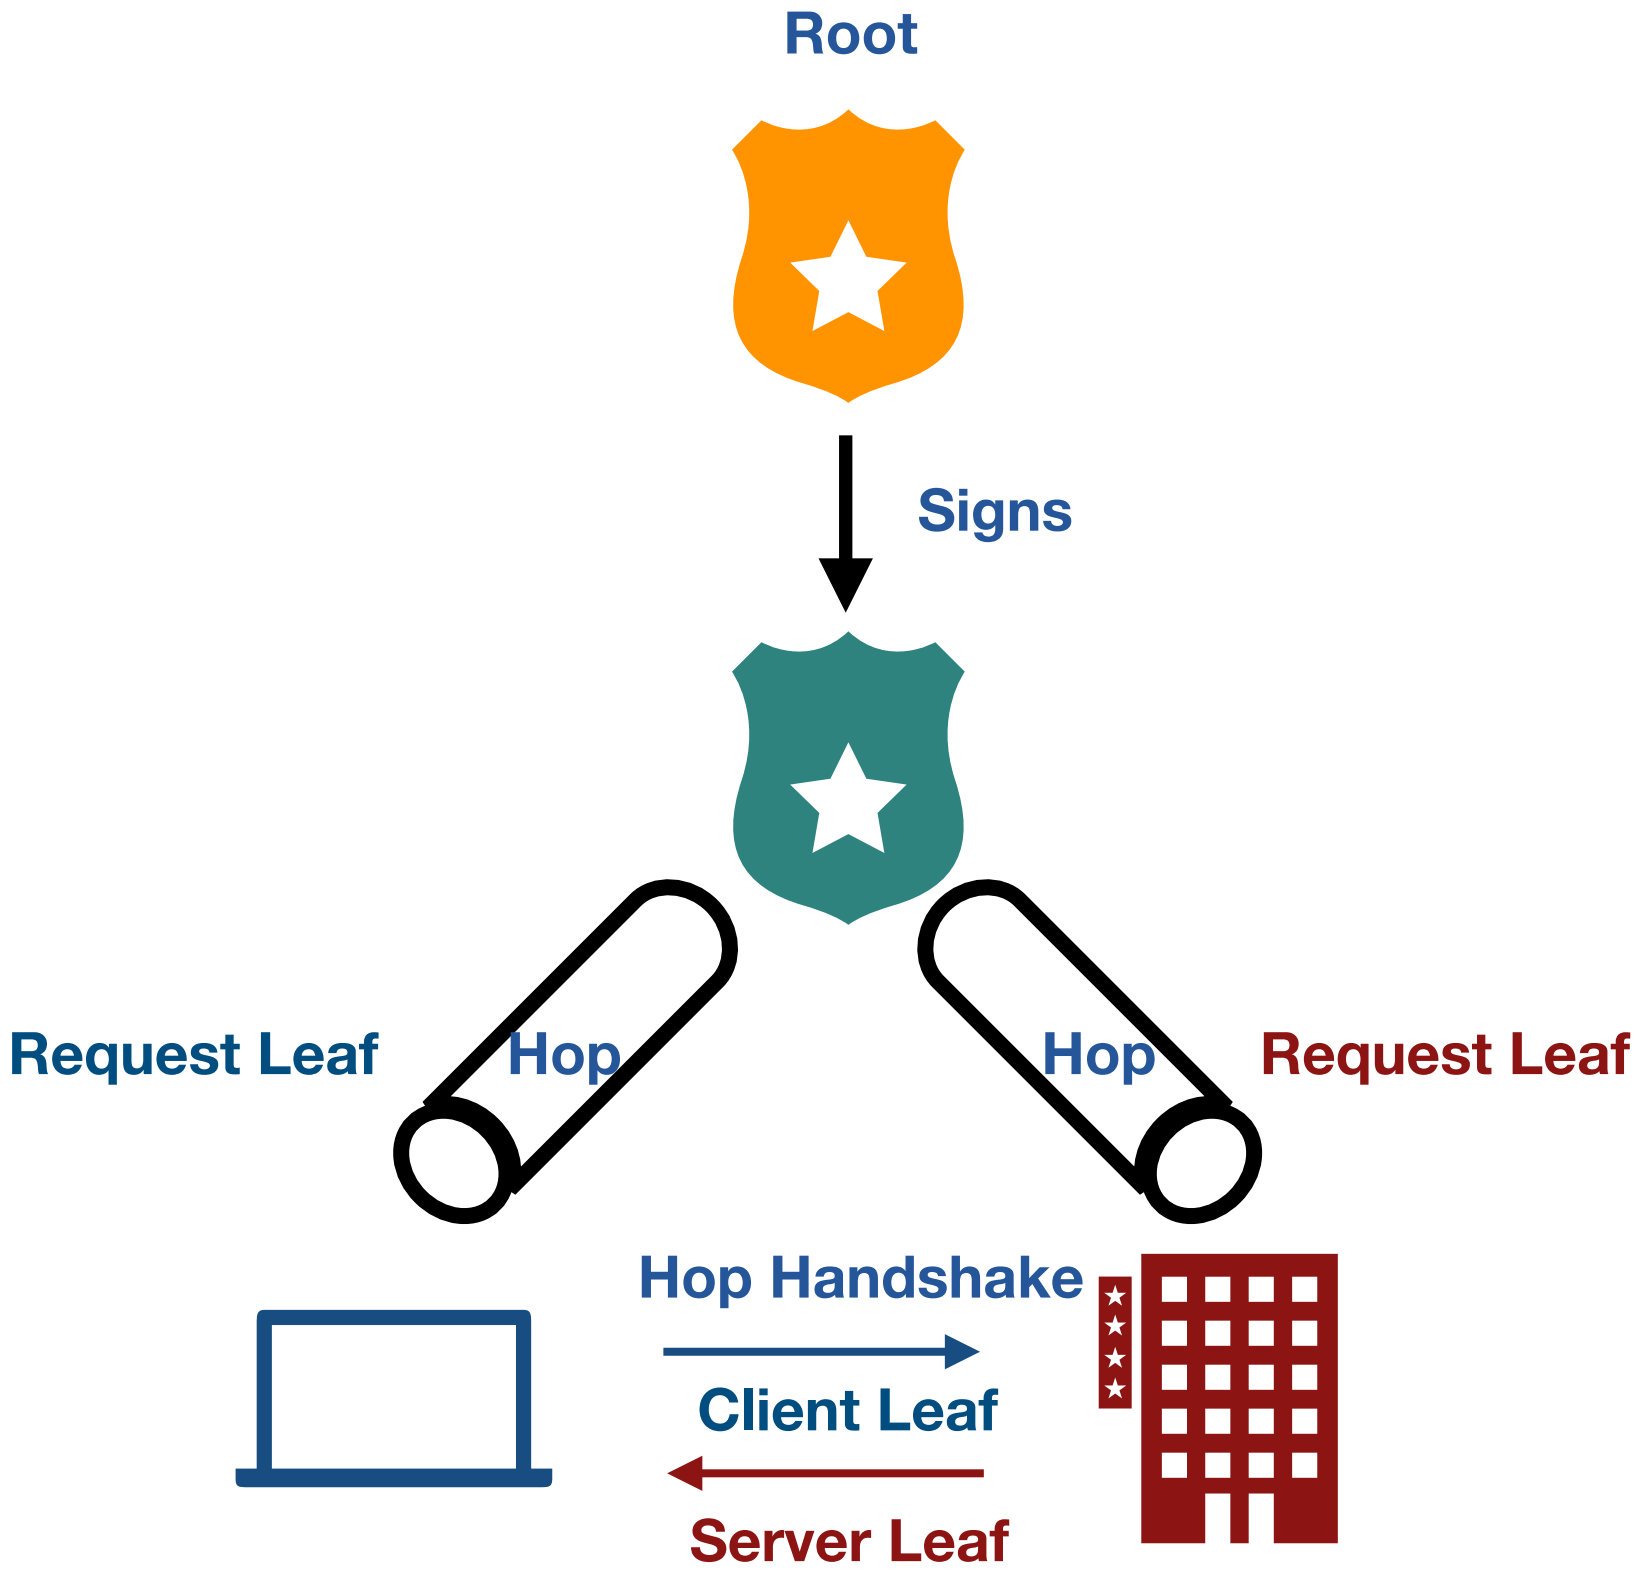 Root
Signs
Request Leaf
Hop
Hop
Request Leaf
Hop Handshake
Client Leaf
Server Leaf